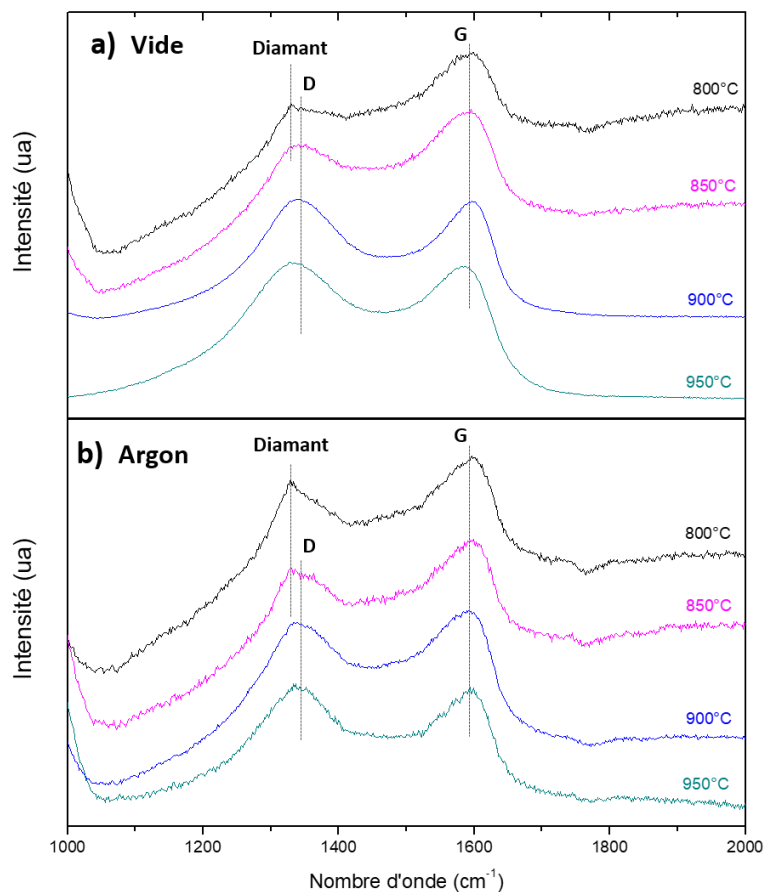 a) Vide
Diamant
D
G
800°C
850°C
900°C
950°C
Intensité (ua)
b) Argon
Diamant
D
G
800°C
850°C
900°C
950°C
Intensité (ua)
1000 1200 1400 1600 1800 2000
Nombre d'onde (cm⁻¹)